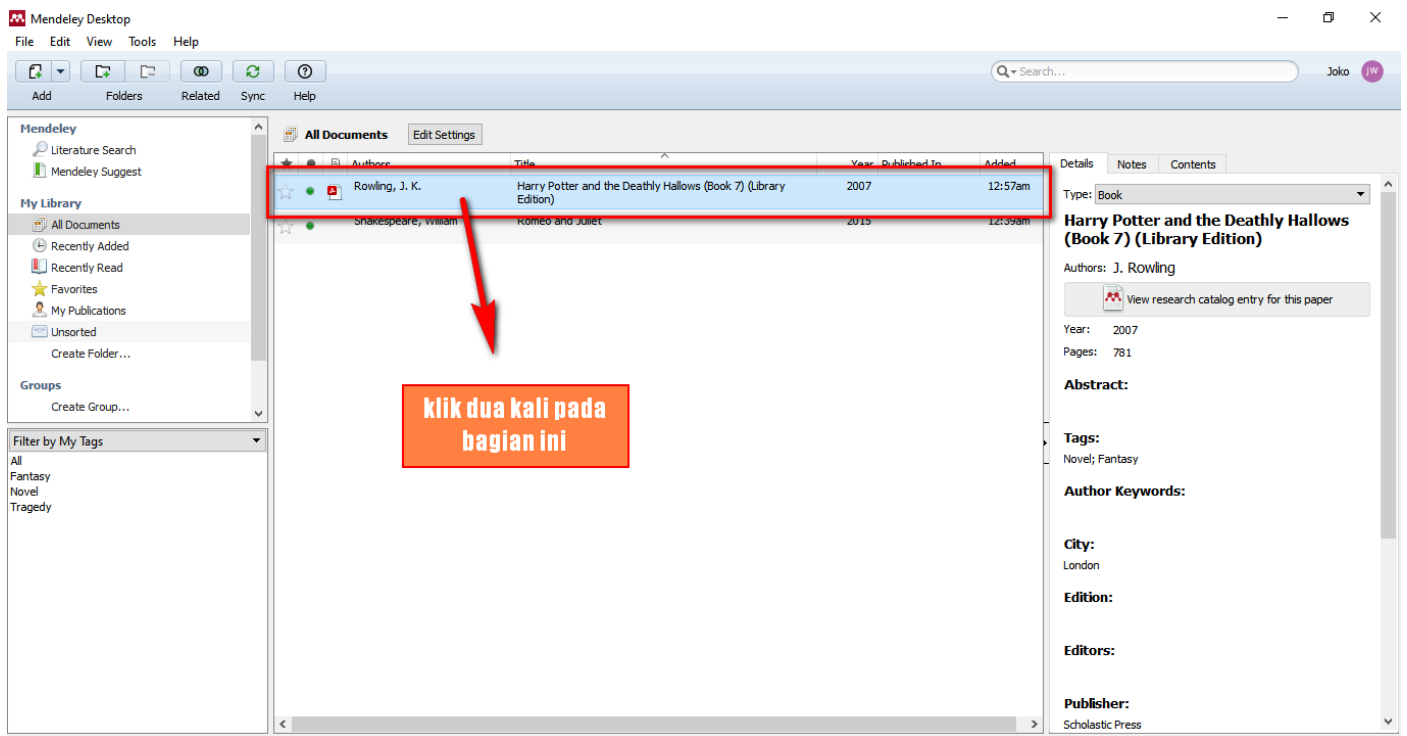 Mendeley Desktop
File Edit View Tools Help
Add Folders Related Sync Help
Search...
Joko JW
Mendeley
Literature Search
Mendeley Suggest
My Library
All Documents
Recently Added
Recently Read
Favorites
My Publications
Unsorted
Create Folder...
Groups
Create Group...
Filter by My Tags
All
Fantasy
Novel
Tragedy
All Documents Edit Settings
Authors Title Year Published In Added
Rowling, J. K. Harry Potter and the Deathly Hallows (Book 7) (Library 2007 12:57am
Edition)
Shakespeare, William Romeo and Juliet 2015 12:39am
klik dua kali pada
bagian ini
Details Notes Contents
Type: Book
Harry Potter and the Deathly Hallows
(Book 7) (Library Edition)
Authors: J. Rowling
View research catalog entry for this paper
Year: 2007
Pages: 781
Abstract:
Tags:
Novel; Fantasy
Author Keywords:
City:
London
Edition:
Editors:
Publisher:
Scholastic Press